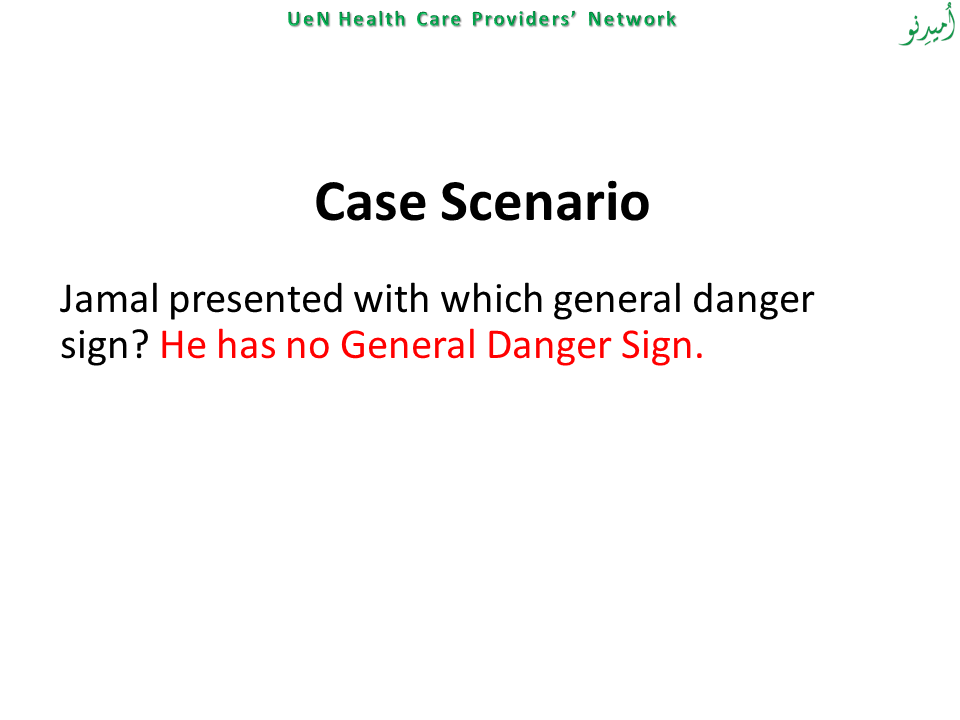 UeN Health Care Providers’ Network
اُمیدِنو
Case Scenario
Jamal presented with which general danger
sign? He has no General Danger Sign.